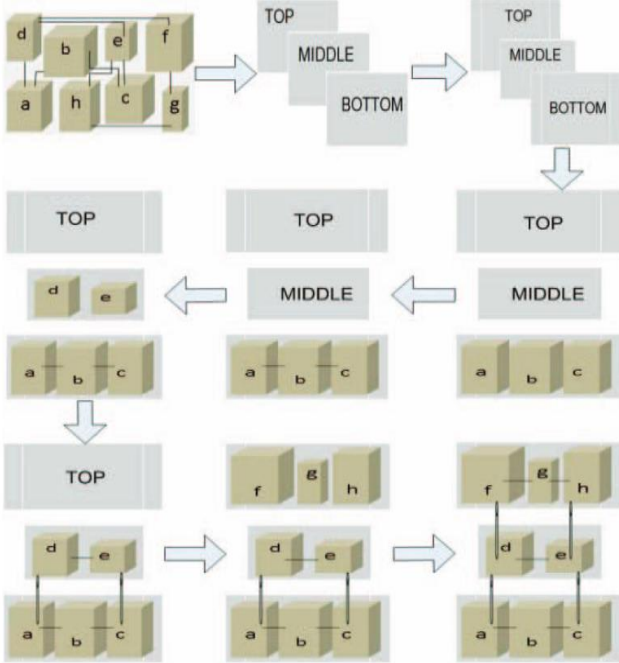 d b e f
a h c g
TOP
MIDDLE
BOTTOM
TOP
MIDDLE
BOTTOM
TOP
TOP
TOP
d e
MIDDLE
MIDDLE
a b c
a b c
a b c
TOP
f g h
f g h
d e
d e
d e
a b c
a b c
a b c